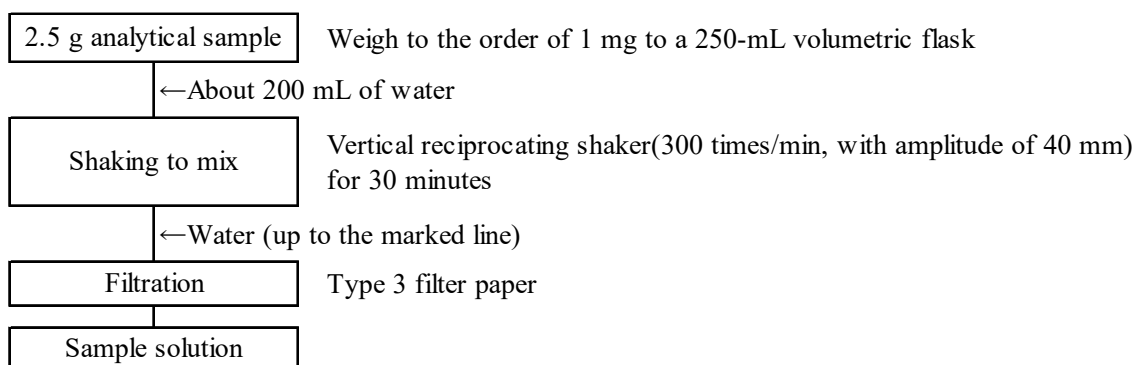 2.5 g analytical sample
Weigh to the order of 1 mg to a 250-mL volumetric flask
←About 200 mL of water
Shaking to mix
Vertical reciprocating shaker(300 times/min, with amplitude of 40 mm)
for 30 minutes
←Water (up to the marked line)
Filtration
Type 3 filter paper
Sample solution